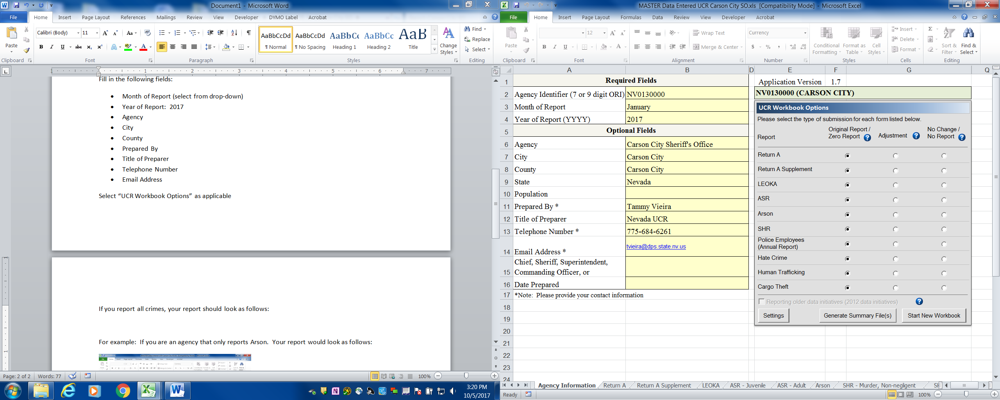 Document1 - Microsoft Word
File Home Insert Page Layout References Mailings Review View Developer DYMO Label Acrobat
Calibri (Body) 11
Paste
Clipboard Font Paragraph Styles Editing
AaBbCcDd AaBbCcDd AaBbCc AaBbCc AaB
¶ Normal ¶ No Spacing Heading 1 Heading 2 Title
Change Styles
Find
Replace
Select
1 1 2 3 4 5 6 7
Fill in the following fields:
• Month of Report (select from drop-down)
• Year of Report: 2017
• Agency
• City
• County
• Prepared By
• Title of Preparer
• Telephone Number
• Email Address
Select “UCR Workbook Options” as applicable
If you report all crimes, your report should look as follows:
For example: If you are an agency that only reports Arson. Your report would look as follows:
Page: 2 of 2 Words: 77 100%
3:20 PM
10/5/2017
MASTER Data Entered UCR Carson City SO.xls [Compatibility Mode] - Microsoft Excel
File Home Insert Page Layout Formulas Data Review View Developer Acrobat
12 Wrap Text Currency Insert
Paste Merge & Center Delete
Conditional Formatting Format as Table Cell Styles Format Sort & Filter Find & Select
Clipboard Font Alignment Number Styles Cells Editing
A B D E F G Q
1 Required Fields
2 Agency Identifier (7 or 9 digit ORI) NV0130000
3 Month of Report January
4 Year of Report (YYYY) 2017
5 Optional Fields
6 Agency Carson City Sheriff's Office
7 City Carson City
8 County Carson City
9 State Nevada
10 Population
11 Prepared By * Tammy Vieira
12 Title of Preparer Nevada UCR
13 Telephone Number * 775-684-6261
14 Email Address * tvieira@dps.state.nv.us
15 Chief, Sheriff, Superintendent,
Commanding Officer, or
16 Date Prepared
17 *Note: Please provide your contact information
18
19
20
21
22
23
24
Application Version 1.7
NV0130000 (CARSON CITY)
UCR Workbook Options
Please select the type of submission for each form listed below.
Report Original Report / Zero Report Adjustment No Change / No Report
Return A
Return A Supplement
LEOKA
ASR
Arson
SHR
Police Employees
(Annual Report)
Hate Crime
Human Trafficking
Cargo Theft
Reporting older data initiatives (2012 data initiatives)
Settings Generate Summary File(s) Start New Workbook
Agency Information Return A Return A Supplement LEOKA ASR - Juvenile ASR - Adult Arson SHR - Murder, Non-negligent
Ready 100%